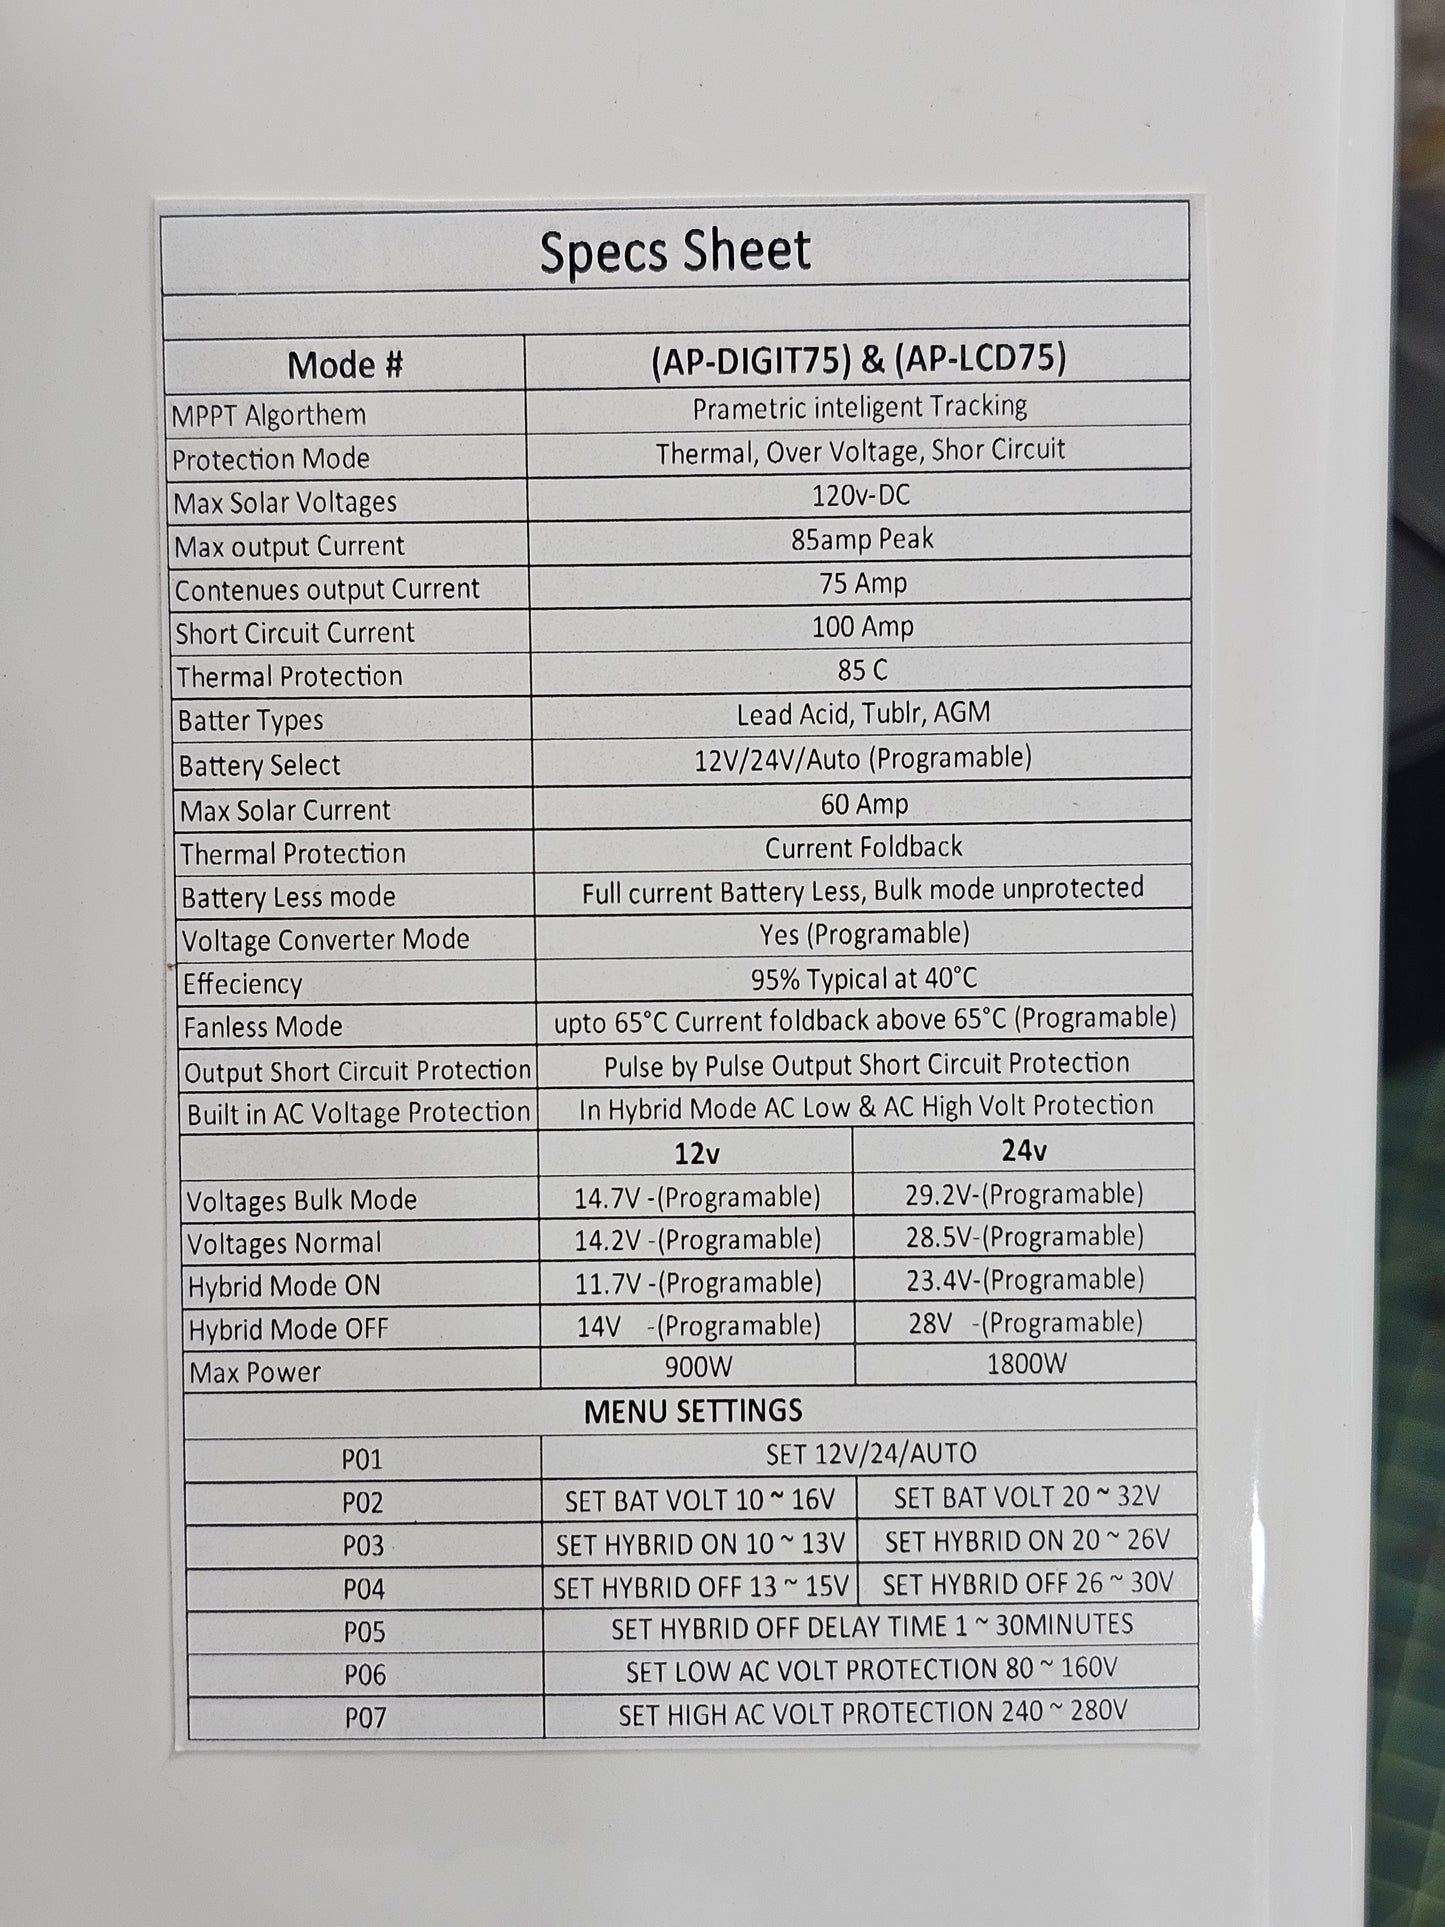 Specs Sheet
Mode # (AP-DIGIT75) & (AP-LCD75)
MPPT Algorthem Prametric inteligent Tracking
Protection Mode Thermal, Over Voltage, Shor Circuit
Max Solar Voltages 120v-DC
Max output Current 85amp Peak
Contenues output Current 75 Amp
Short Circuit Current 100 Amp
Thermal Protection 85 C
Batter Types Lead Acid, Tublr, AGM
Battery Select 12V/24V/Auto (Programable)
Max Solar Current 60 Amp
Thermal Protection Current Foldback
Battery Less mode Full current Battery Less, Bulk mode unprotected
Voltage Converter Mode Yes (Programable)
Effeciency 95% Typical at 40°C
Fanless Mode upto 65°C Current foldback above 65°C (Programable)
Output Short Circuit Protection Pulse by Pulse Output Short Circuit Protection
Built in AC Voltage Protection In Hybrid Mode AC Low & AC High Volt Protection
12v 24v
Voltages Bulk Mode 14.7V -(Programable) 29.2V-(Programable)
Voltages Normal 14.2V -(Programable) 28.5V-(Programable)
Hybrid Mode ON 11.7V -(Programable) 23.4V-(Programable)
Hybrid Mode OFF 14V -(Programable) 28V -(Programable)
Max Power 900W 1800W
MENU SETTINGS
P01 SET 12V/24/AUTO
P02 SET BAT VOLT 10 ~ 16V SET BAT VOLT 20 ~ 32V
P03 SET HYBRID ON 10 ~ 13V SET HYBRID ON 20 ~ 26V
P04 SET HYBRID OFF 13 ~ 15V SET HYBRID OFF 26 ~ 30V
P05 SET HYBRID OFF DELAY TIME 1 ~ 30MINUTES
P06 SET LOW AC VOLT PROTECTION 80 ~ 160V
P07 SET HIGH AC VOLT PROTECTION 240 ~ 280V